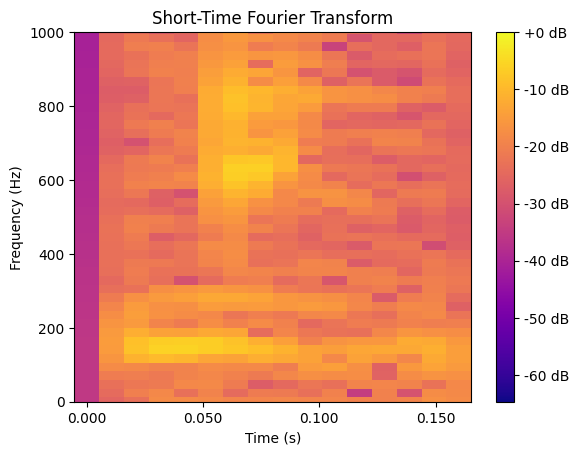 Short-Time Fourier Transform
1000
800
600
400
200
0
Frequency (Hz)
0.000
0.050
0.100
0.150
Time (s)
+0 dB
-10 dB
-20 dB
-30 dB
-40 dB
-50 dB
-60 dB